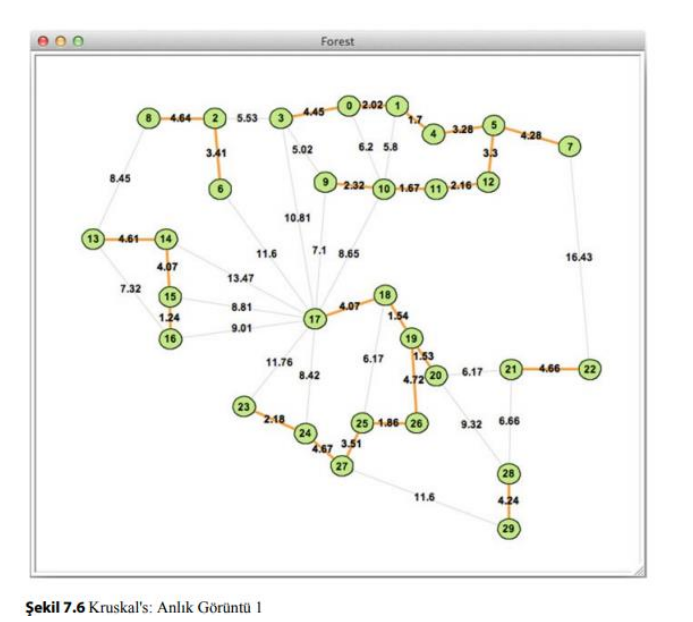 Forest
8 4.64 2 5.53 3 4.45 0 2.02 1 1.7 4 3.28 5 4.28 7
3.41 5.02 6.2 5.8 3.3
8.45 6 9 2.32 10 1.67 11 2.16 12
10.81
13 4.61 14 11.6 7.1 8.65 16.43
4.07 13.47
7.32 15 8.81 4.07 18
1.24 17 1.54
16 9.01 19
11.76 8.42 6.17 1.53
4.72 20 6.17 21 4.66 22
23 2.18 24 25 1.86 26 9.32 6.66
4.67 3.51
27 28
11.6 4.24
29
Şekil 7.6 Kruskal's: Anlık Görüntü 1